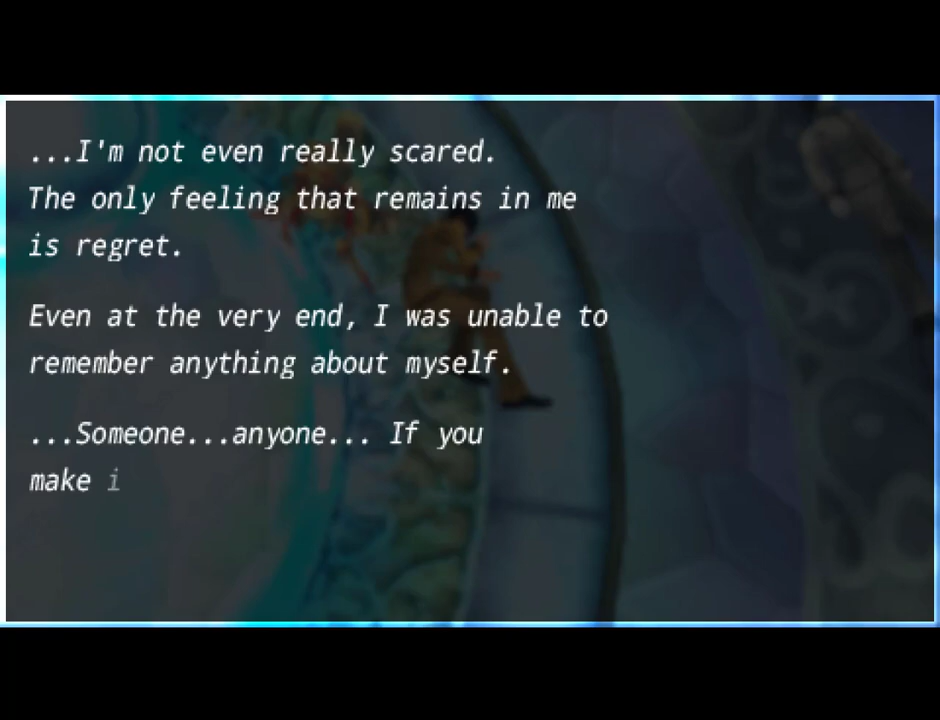 ...I'm not even really scared.
The only feeling that remains in me
is regret.
Even at the very end, I was unable to
remember anything about myself.
...Someone...anyone... If you
make i